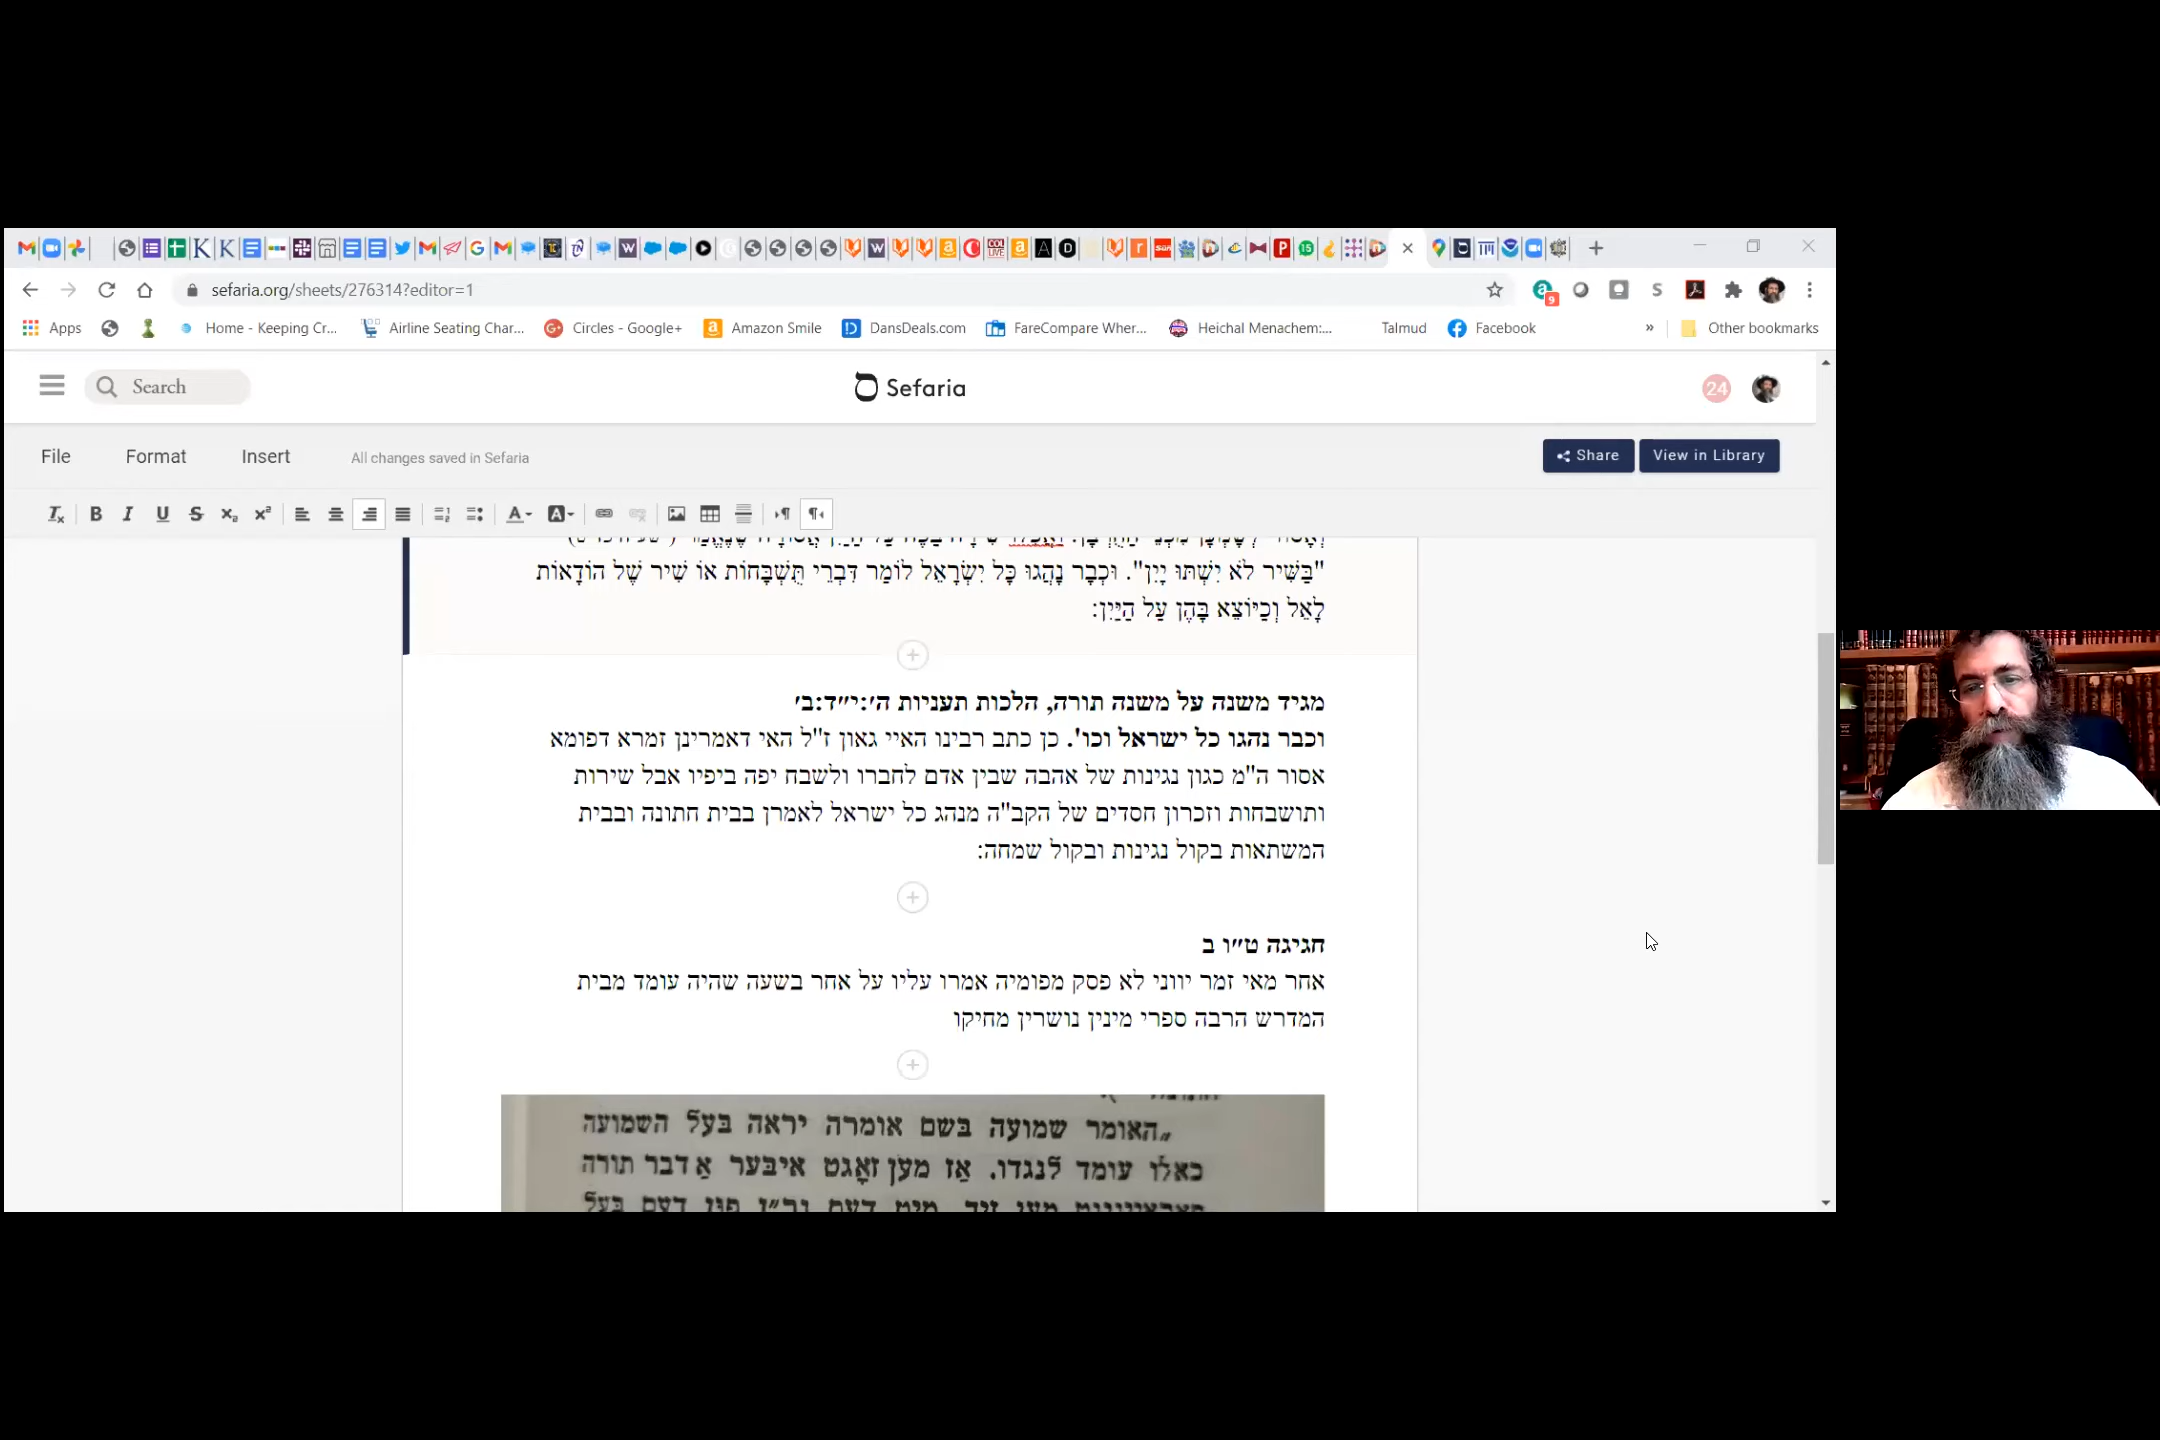 sefaria.org/sheets/276314?editor=1
9
Apps
Home - Keeping Cr...
Airline Seating Char...
Circles - Google+
Amazon Smile
DansDeals.com
FareCompare Wher...
Heichal Menachem:...
Talmud
Facebook
»
Other bookmarks
Search
Sefaria
24
File
Format
Insert
All changes saved in Sefaria
Share
View in Library
"בַּשִּׁיר לֹא יִשְׁתּוּ יָיִן". וּכְבָר נָהֲגוּ כָּל יִשְׂרָאֵל לוֹמַר דִּבְרֵי תֻּשְׁבָּחוֹת אוֹ שִׁיר שֶׁל הוֹדָאוֹת
לָאֵל וְכַיּוֹצֵא בָּהֶן עַל הַיַּיִן:
מגיד משנה על משנה תורה, הלכות תעניות ה׳:י״ד:ב׳
וכבר נהגו כל ישראל וכו'. כן כתב רבינו האיי גאון ז"ל האי דאמרינן זמרא דפומא
אסור ה"מ כגון נגינות של אהבה שבין אדם לחברו ולשבח יפה ביפיו אבל שירות
ותושבחות וזכרון חסדים של הקב"ה מנהג כל ישראל לאמרן בבית חתונה ובבית
המשתאות בקול נגינות ובקול שמחה:
חגיגה ט״ו ב
אחר מאי זמר יווני לא פסק מפומיה אמרו עליו על אחר בשעה שהיה עומד מבית
המדרש הרבה ספרי מינין נושרין מחיקו
„האומר שמועה בשם אומרה יראה בעל השמועה
כאלו עומד לנגדו. אַז מען זאָגט איבער אַ דבר תורה